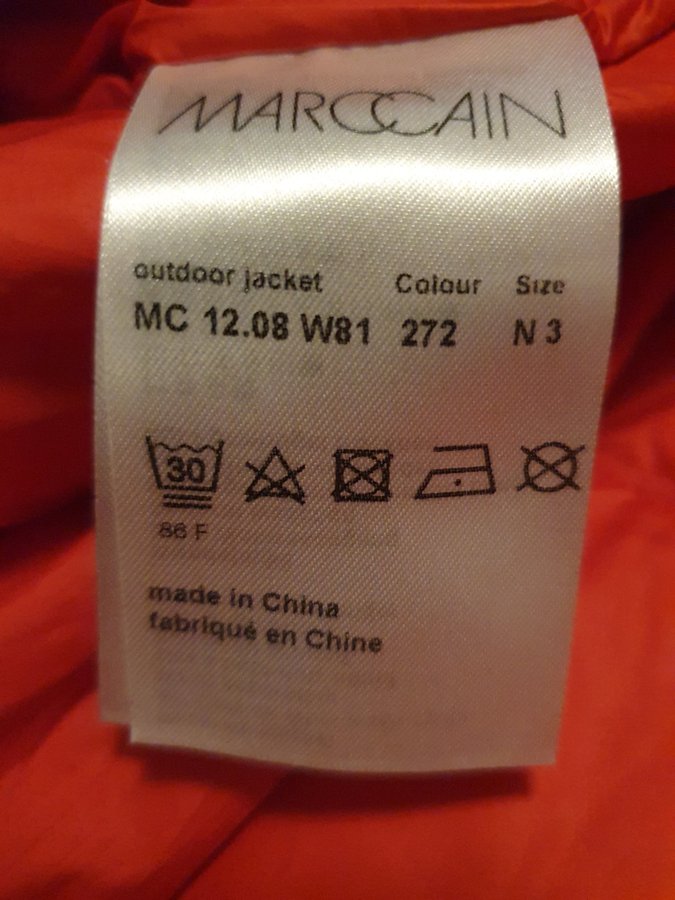 MARCCAIN
outdoor jacket Colour Size
MC 12.08 W81 272 N 3
30
86 F
made in China
fabriqué en Chine